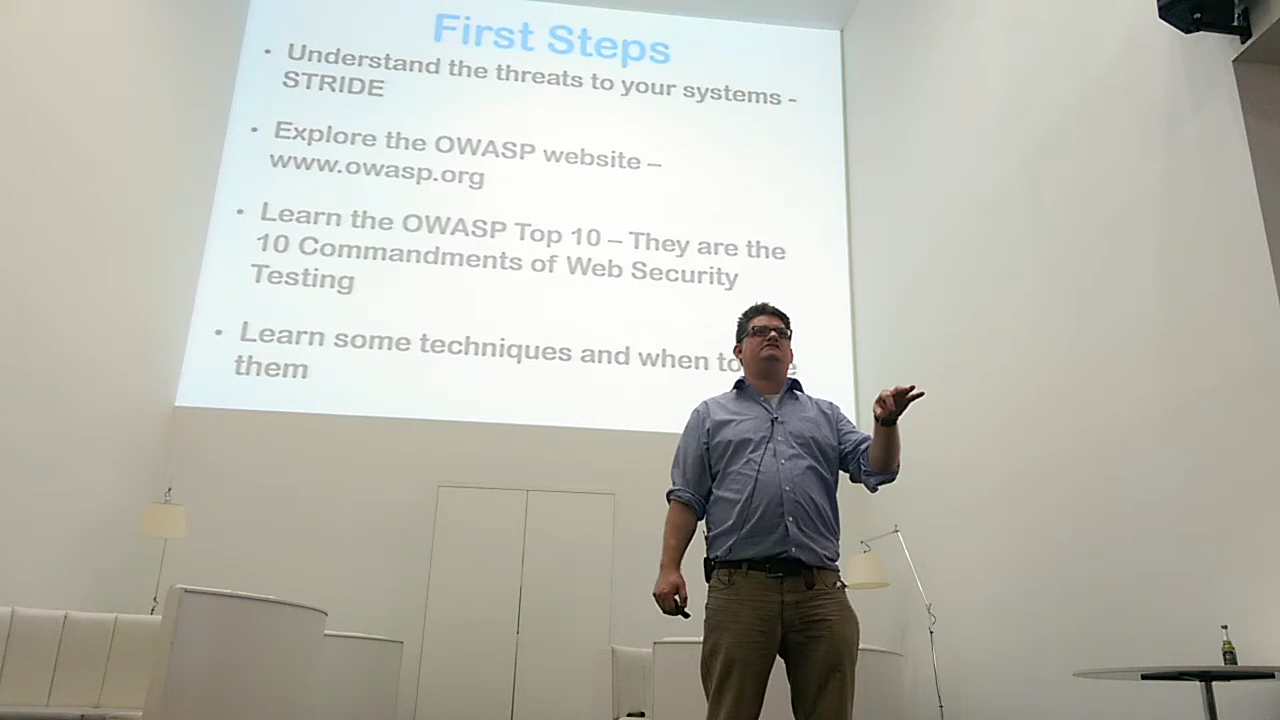 First Steps
• Understand the threats to your systems -
STRIDE
• Explore the OWASP website –
www.owasp.org
• Learn the OWASP Top 10 – They are the
10 Commandments of Web Security
Testing
• Learn some techniques and when to
them